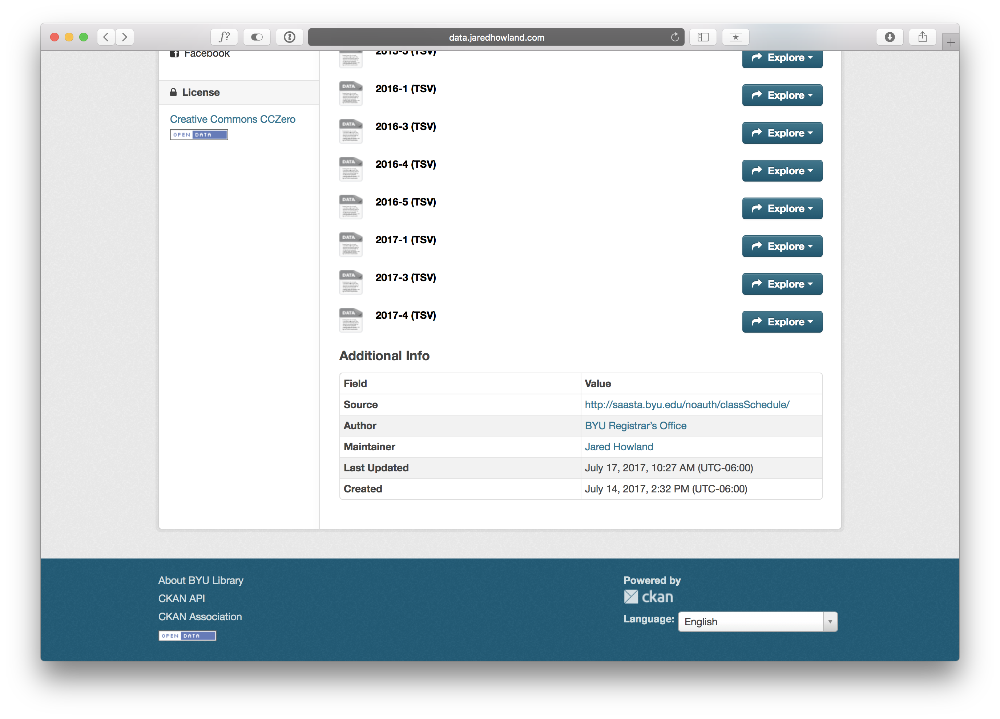 f?
data.jaredhowland.com
Facebook
License
Creative Commons CCZero
OPEN DATA
2015-5 (TSV)
Explore
DATA
2016-1 (TSV)
Explore
DATA
2016-3 (TSV)
Explore
DATA
2016-4 (TSV)
Explore
DATA
2016-5 (TSV)
Explore
DATA
2017-1 (TSV)
Explore
DATA
2017-3 (TSV)
Explore
DATA
2017-4 (TSV)
Explore
Additional Info
Field Value
Source http://saasta.byu.edu/noauth/classSchedule/
Author BYU Registrar’s Office
Maintainer Jared Howland
Last Updated July 17, 2017, 10:27 AM (UTC-06:00)
Created July 14, 2017, 2:32 PM (UTC-06:00)
About BYU Library
CKAN API
CKAN Association
OPEN DATA
Powered by
ckan
Language: English